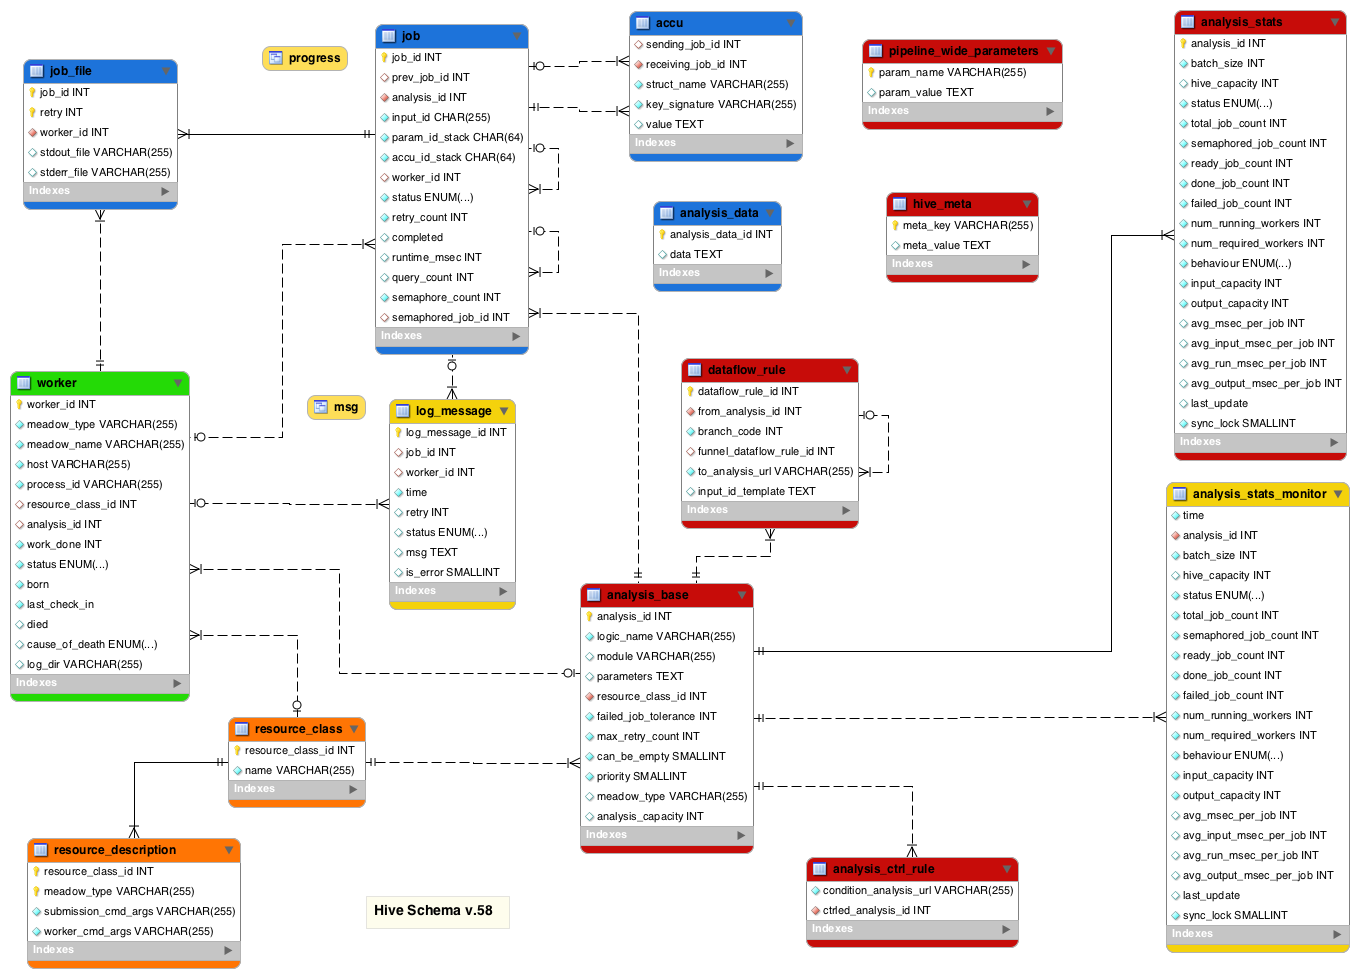 progress
job_file
job_id INT
retry INT
worker_id INT
stdout_file VARCHAR(255)
stderr_file VARCHAR(255)
Indexes
job
job_id INT
prev_job_id INT
analysis_id INT
input_id CHAR(255)
param_id_stack CHAR(64)
accu_id_stack CHAR(64)
worker_id INT
status ENUM(...)
retry_count INT
completed
runtime_msec INT
query_count INT
semaphore_count INT
semaphored_job_id INT
Indexes
accu
sending_job_id INT
receiving_job_id INT
struct_name VARCHAR(255)
key_signature VARCHAR(255)
value TEXT
Indexes
pipeline_wide_parameters
param_name VARCHAR(255)
param_value TEXT
Indexes
analysis_stats
analysis_id INT
batch_size INT
hive_capacity INT
status ENUM(...)
total_job_count INT
semaphored_job_count INT
ready_job_count INT
done_job_count INT
failed_job_count INT
num_running_workers INT
num_required_workers INT
behaviour ENUM(...)
input_capacity INT
output_capacity INT
avg_msec_per_job INT
avg_input_msec_per_job INT
avg_run_msec_per_job INT
avg_output_msec_per_job INT
last_update
sync_lock SMALLINT
Indexes
analysis_data
analysis_data_id INT
data TEXT
Indexes
hive_meta
meta_key VARCHAR(255)
meta_value TEXT
Indexes
worker
worker_id INT
meadow_type VARCHAR(255)
meadow_name VARCHAR(255)
host VARCHAR(255)
process_id VARCHAR(255)
resource_class_id INT
analysis_id INT
work_done INT
status ENUM(...)
born
last_check_in
died
cause_of_death ENUM(...)
log_dir VARCHAR(255)
Indexes
msg
log_message
log_message_id INT
job_id INT
worker_id INT
time
retry INT
status ENUM(...)
msg TEXT
is_error SMALLINT
Indexes
dataflow_rule
dataflow_rule_id INT
from_analysis_id INT
branch_code INT
funnel_dataflow_rule_id INT
to_analysis_url VARCHAR(255)
input_id_template TEXT
Indexes
analysis_stats_monitor
time
analysis_id INT
batch_size INT
hive_capacity INT
status ENUM(...)
total_job_count INT
semaphored_job_count INT
ready_job_count INT
done_job_count INT
failed_job_count INT
num_running_workers INT
num_required_workers INT
behaviour ENUM(...)
input_capacity INT
output_capacity INT
avg_msec_per_job INT
avg_input_msec_per_job INT
avg_run_msec_per_job INT
avg_output_msec_per_job INT
last_update
sync_lock SMALLINT
Indexes
analysis_base
analysis_id INT
logic_name VARCHAR(255)
module VARCHAR(255)
parameters TEXT
resource_class_id INT
failed_job_tolerance INT
max_retry_count INT
can_be_empty SMALLINT
priority SMALLINT
meadow_type VARCHAR(255)
analysis_capacity INT
Indexes
resource_class
resource_class_id INT
name VARCHAR(255)
Indexes
resource_description
resource_class_id INT
meadow_type VARCHAR(255)
submission_cmd_args VARCHAR(255)
worker_cmd_args VARCHAR(255)
Indexes
analysis_ctrl_rule
condition_analysis_url VARCHAR(255)
ctrled_analysis_id INT
Indexes
Hive Schema v.58